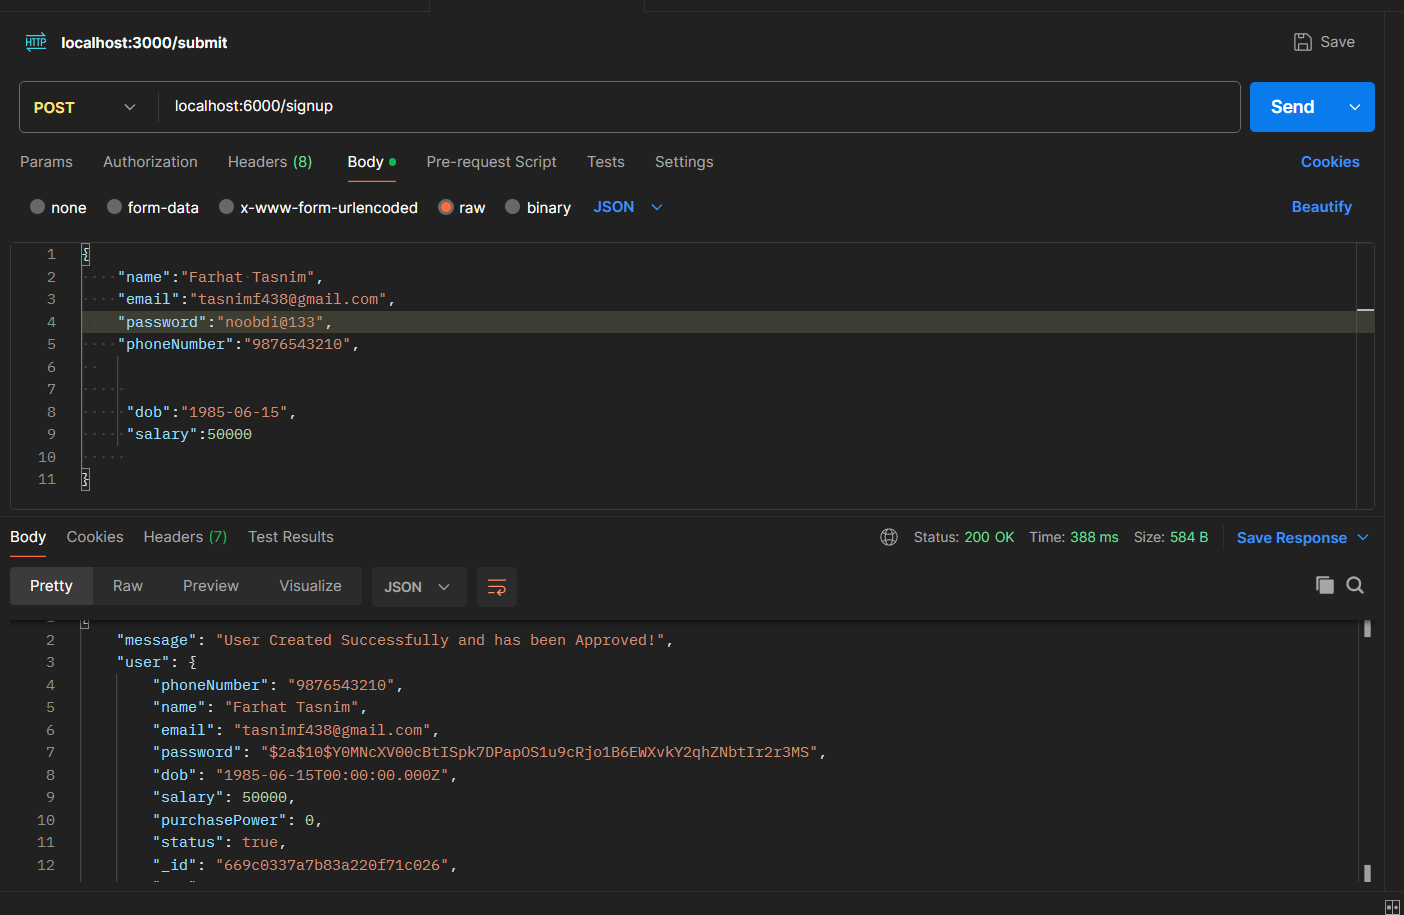 HTTP localhost:3000/submit Save
POST localhost:6000/signup Send
Params Authorization Headers (8) Body Pre-request Script Tests Settings Cookies
none form-data x-www-form-urlencoded raw binary JSON Beautify
1 {
2 "name":"Farhat Tasnim",
3 "email":"tasnimf438@gmail.com",
4 "password":"noobdi@133",
5 "phoneNumber":"9876543210",
6
7
8 "dob":"1985-06-15",
9 "salary":50000
10
11 }
Body Cookies Headers (7) Test Results Status: 200 OK Time: 388 ms Size: 584 B Save Response
Pretty Raw Preview Visualize JSON
2 "message": "User Created Successfully and has been Approved!",
3 "user": {
4 "phoneNumber": "9876543210",
5 "name": "Farhat Tasnim",
6 "email": "tasnimf438@gmail.com",
7 "password": "$2a$10$Y0MNcXV00cBtISpk7DPapOS1u9cRjo1B6EWXvkY2qhZNbtIr2r3MS",
8 "dob": "1985-06-15T00:00:00.000Z",
9 "salary": 50000,
10 "purchasePower": 0,
11 "status": true,
12 "_id": "669c0337a7b83a220f71c026",